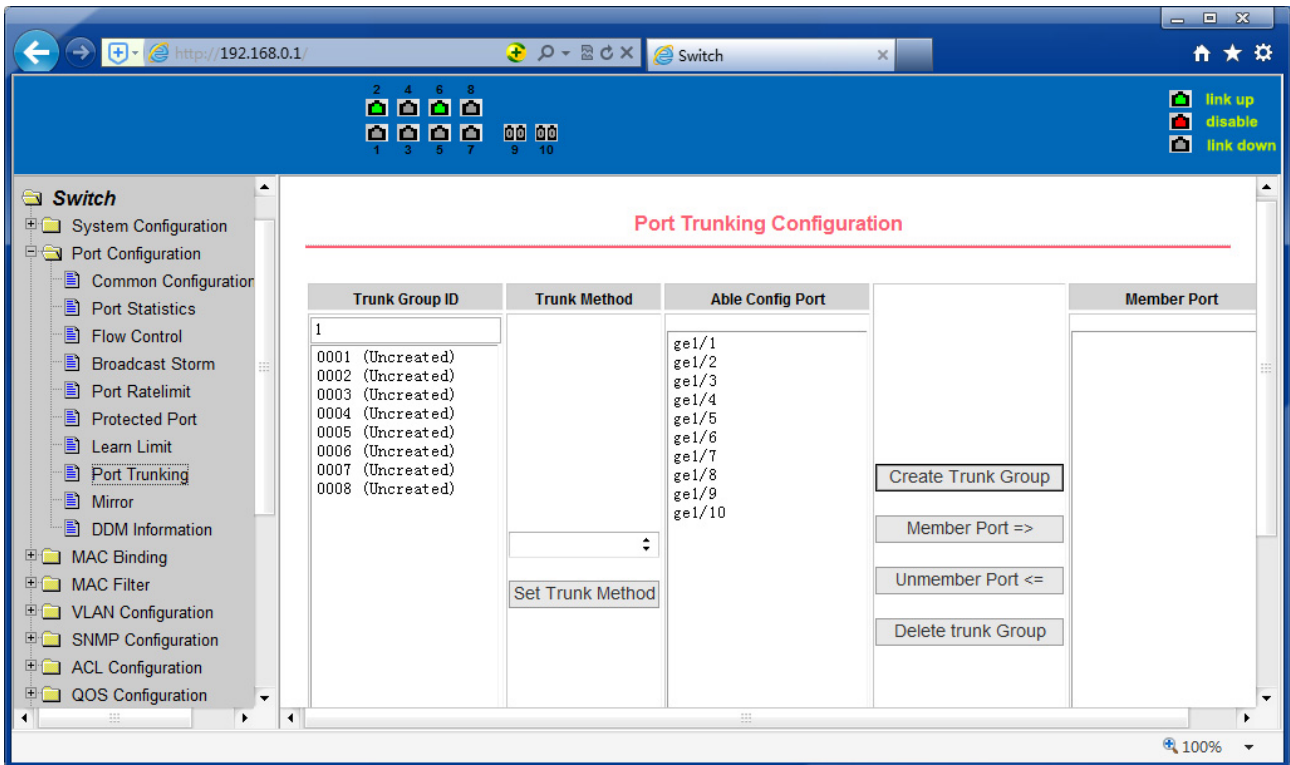 http://192.168.0.1/
Switch
2 4 6 8
1 3 5 7 9 10
link up
disable
link down
Switch
System Configuration
Port Configuration
Common Configuration
Port Statistics
Flow Control
Broadcast Storm
Port Ratelimit
Protected Port
Learn Limit
Port Trunking
Mirror
DDM Information
MAC Binding
MAC Filter
VLAN Configuration
SNMP Configuration
ACL Configuration
QOS Configuration
Port Trunking Configuration
Trunk Group ID
1
0001 (Uncreated)
0002 (Uncreated)
0003 (Uncreated)
0004 (Uncreated)
0005 (Uncreated)
0006 (Uncreated)
0007 (Uncreated)
0008 (Uncreated)
Trunk Method
Set Trunk Method
Able Config Port
ge1/1
ge1/2
ge1/3
ge1/4
ge1/5
ge1/6
ge1/7
ge1/8
ge1/9
ge1/10
Create Trunk Group
Member Port =>
Unmember Port <=
Delete trunk Group
Member Port
100%